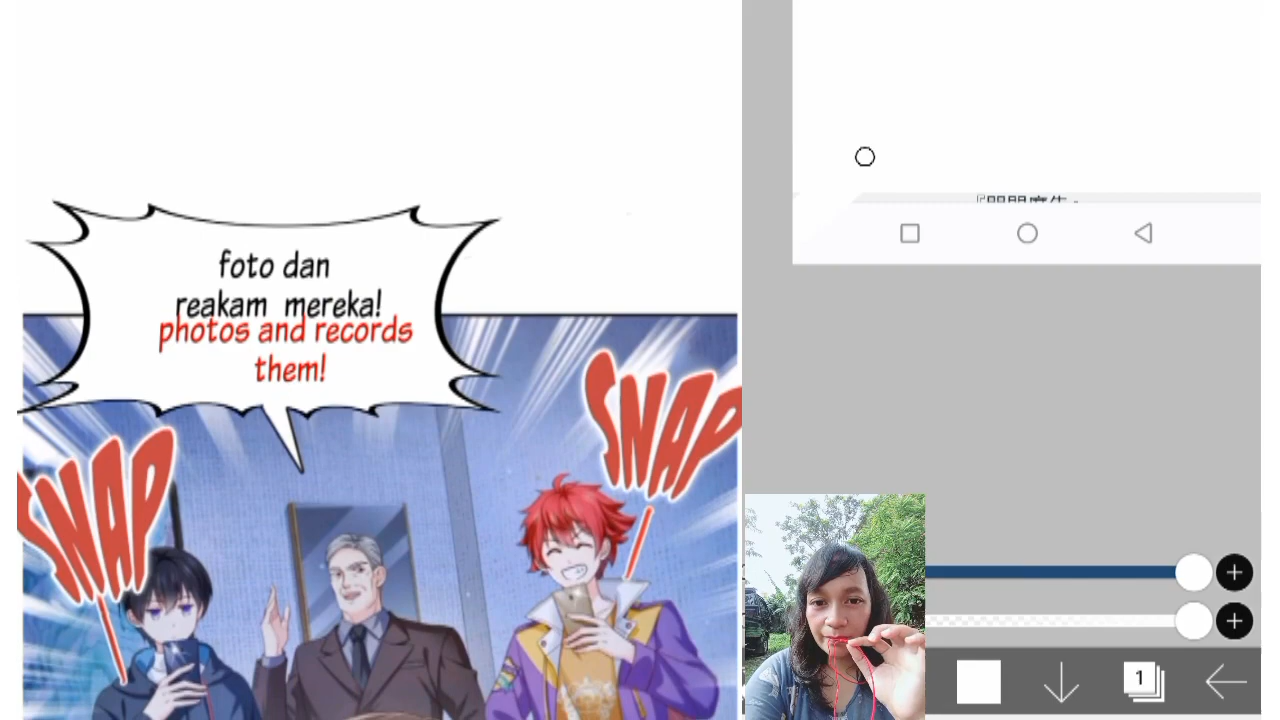 foto dan
reakam mereka!
photos and records
them!
SNAP
SNAP
1